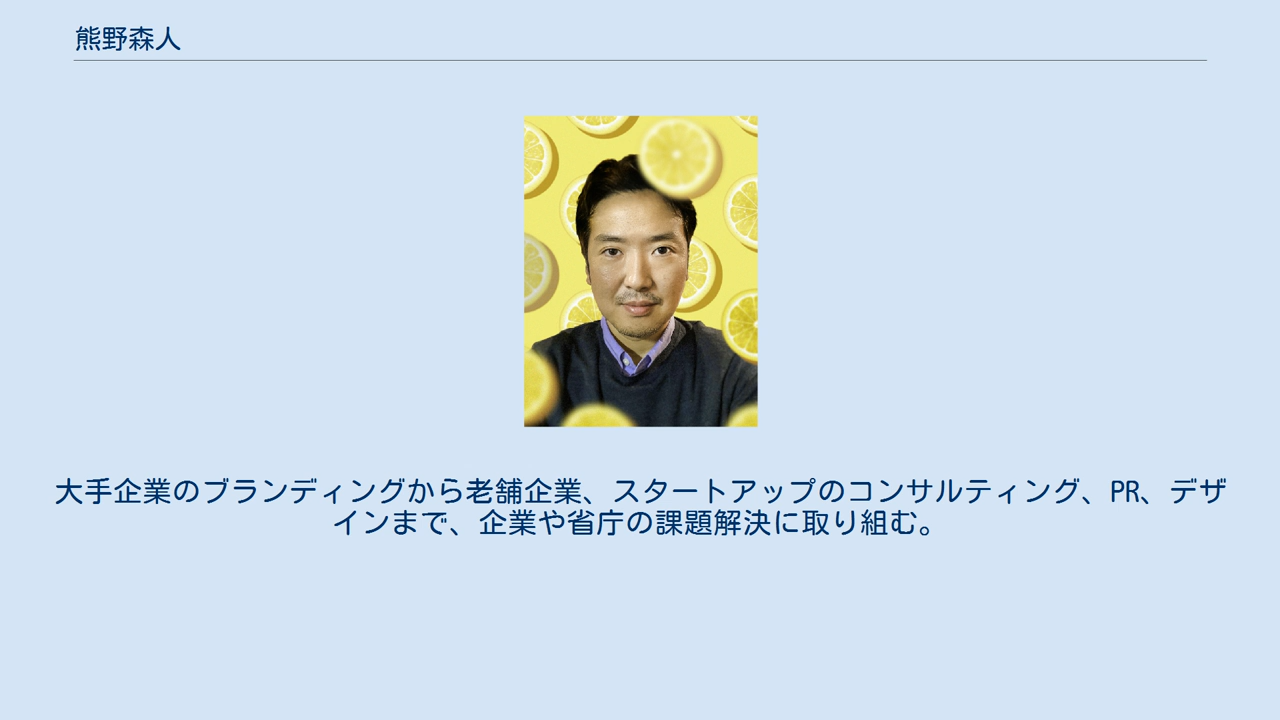 熊野森人
大手企業のブランディングから老舗企業、スタートアップのコンサルティング、PR、デザ
インまで、企業や省庁の課題解決に取り組む。